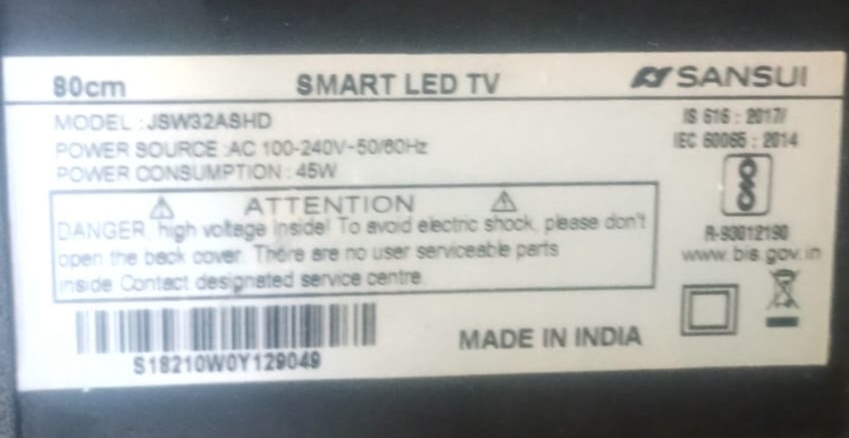 80cm SMART LED TV SANSUI
MODEL : JSW32ASHD
POWER SOURCE : AC 100-240V~50/60Hz
POWER CONSUMPTION : 45W
IS 616 : 2017/
IEC 60065 : 2014
ATTENTION
DANGER, high voltage inside! To avoid electric shock, please don't
open the back cover. There are no user serviceable parts
inside. Contact designated service centre.
R-93012190
www.bis.gov.in
S18210W0Y129049
MADE IN INDIA